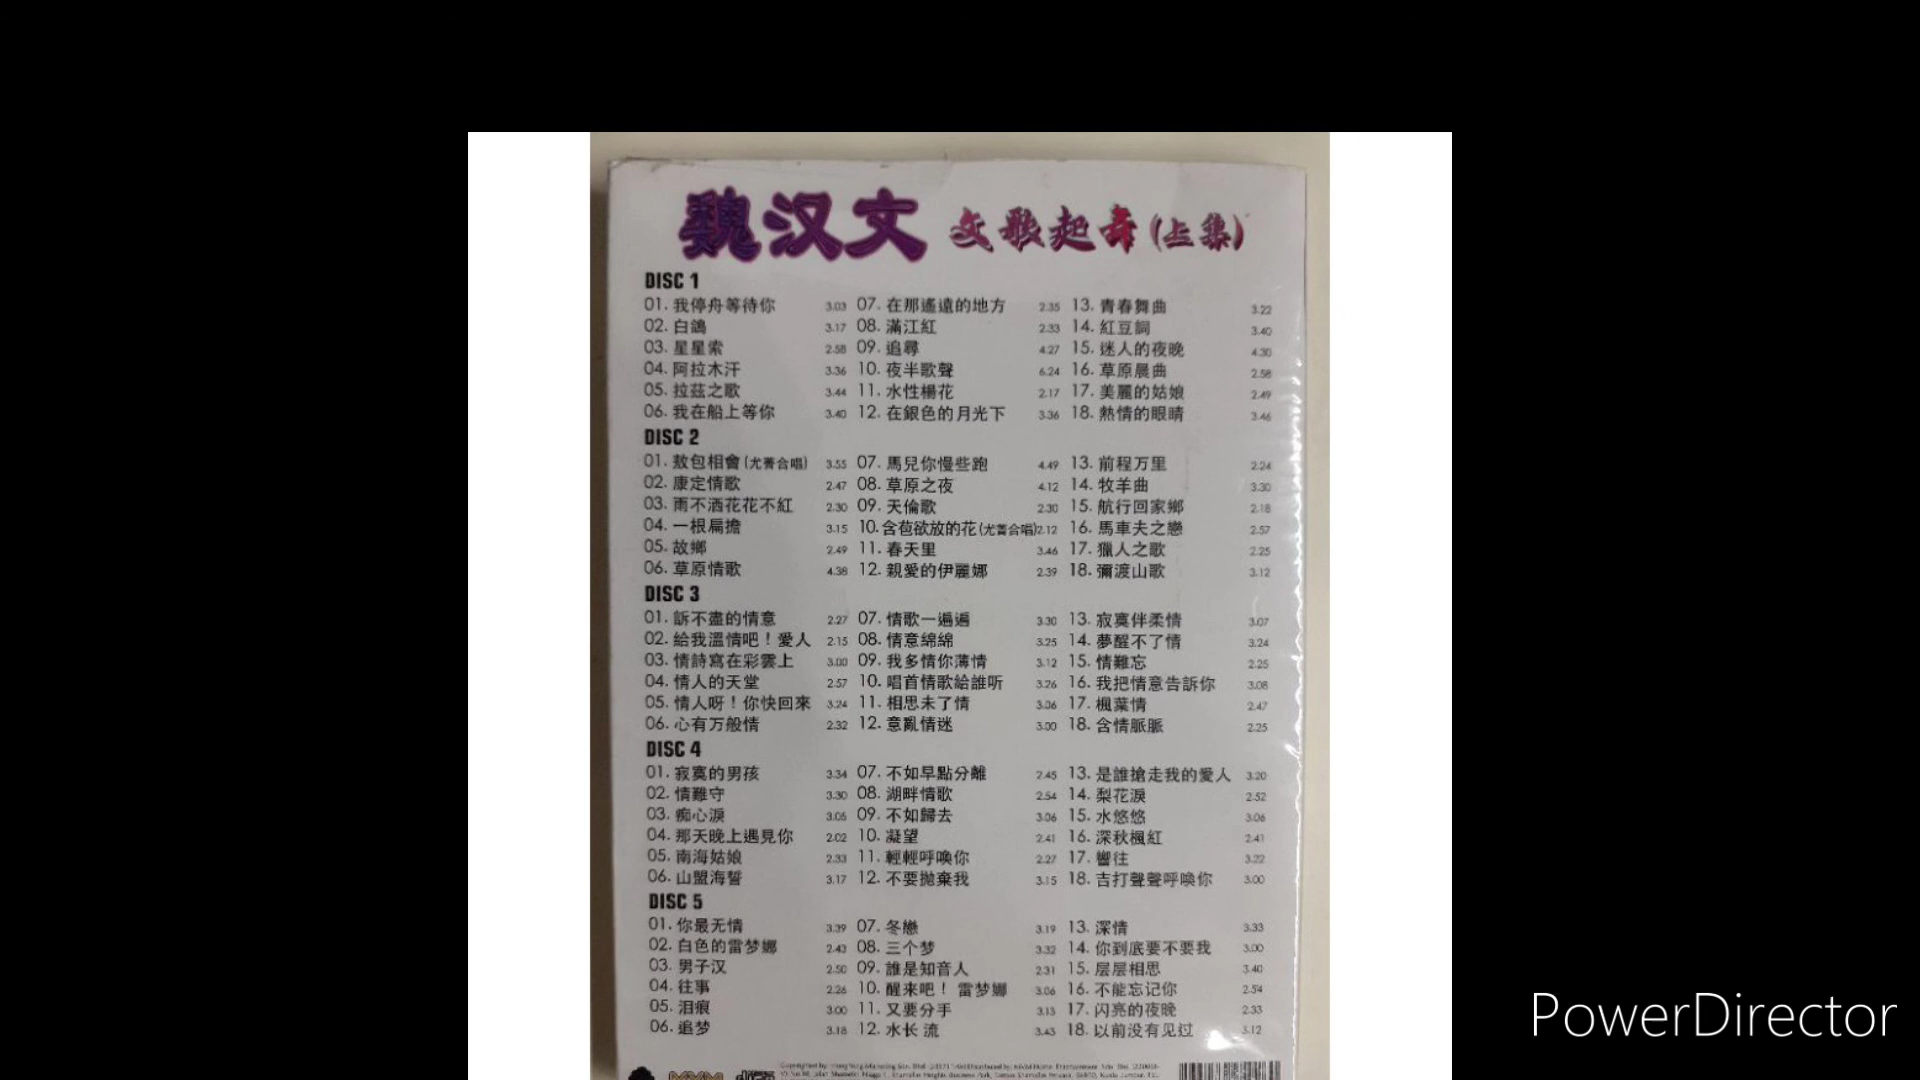 魏汉文 文歌起舞(上集)
DISC 1
01. 我停舟等待你 3.03 07. 在那遙遠的地方 2.35 13. 青春舞曲 3.22
02. 白鴿 3.17 08. 滿江紅 2.33 14. 紅豆詞 3.40
03. 星星索 2.58 09. 追尋 4.27 15. 迷人的夜晚 4.30
04. 阿拉木汗 3.36 10. 夜半歌聲 6.24 16. 草原晨曲 2.58
05. 拉茲之歌 3.44 11. 水性楊花 2.17 17. 美麗的姑娘 2.49
06. 我在船上等你 3.40 12. 在銀色的月光下 3.36 18. 熱情的眼睛 3.46
DISC 2
01. 敖包相會(尤菁合唱) 3.55 07. 馬兒你慢些跑 4.49 13. 前程万里 2.24
02. 康定情歌 2.47 08. 草原之夜 4.12 14. 牧羊曲 3.30
03. 雨不洒花花不紅 2.30 09. 天倫歌 2.30 15. 航行回家鄉 2.18
04. 一根扁擔 3.15 10. 含苞欲放的花(尤菁合唱) 2.12 16. 馬車夫之戀 2.57
05. 故鄉 2.49 11. 春天里 3.46 17. 獵人之歌 2.25
06. 草原情歌 4.38 12. 親愛的伊麗娜 2.39 18. 彌渡山歌 3.12
DISC 3
01. 訴不盡的情意 2.27 07. 情歌一遍遍 3.30 13. 寂寞伴柔情 3.07
02. 給我溫情吧！愛人 2.15 08. 情意綿綿 3.25 14. 夢醒不了情 3.24
03. 情詩寫在彩雲上 3.00 09. 我多情你薄情 3.12 15. 情難忘 2.25
04. 情人的天堂 2.57 10. 唱首情歌給誰听 3.26 16. 我把情意告訴你 3.08
05. 情人呀！你快回來 3.24 11. 相思未了情 3.06 17. 楓葉情 2.47
06. 心有万般情 2.32 12. 意亂情迷 3.00 18. 含情脈脈 2.25
DISC 4
01. 寂寞的男孩 3.34 07. 不如早點分離 2.45 13. 是誰搶走我的愛人 3.20
02. 情難守 3.30 08. 湖畔情歌 2.54 14. 梨花淚 2.52
03. 痴心淚 3.05 09. 不如歸去 3.06 15. 水悠悠 3.06
04. 那天晚上遇見你 2.02 10. 凝望 2.41 16. 深秋楓紅 2.41
05. 南海姑娘 2.33 11. 輕輕呼喚你 2.27 17. 嚮往 3.22
06. 山盟海誓 3.17 12. 不要拋棄我 3.15 18. 吉打聲聲呼喚你 3.00
DISC 5
01. 你最无情 3.39 07. 冬戀 3.19 13. 深情 3.33
02. 白色的雷梦娜 2.43 08. 三个梦 3.32 14. 你到底要不要我 3.00
03. 男子汉 2.50 09. 誰是知音人 2.31 15. 层层相思 3.40
04. 往事 2.26 10. 醒来吧！ 雷梦娜 3.06 16. 不能忘记你 2.54
05. 泪痕 3.00 11. 又要分手 3.13 17. 闪亮的夜晚 2.33
06. 追梦 3.18 12. 水长 流 3.43 18. 以前没有见过 3.12
PowerDirector